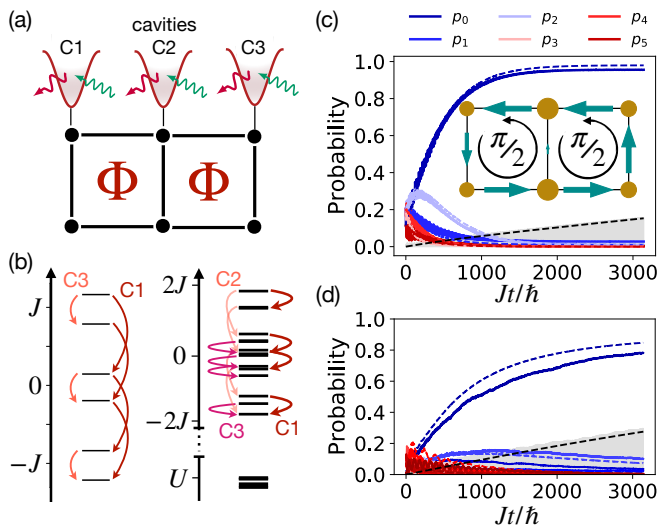 (a)
cavities
C1 C2 C3
Φ Φ
(b)
C3 C1
J
0
−J
C2
2J
0
−2J
U
C3 C1
(c)
p0 p2 p4
p1 p3 p5
Probability
1.0
0.8
0.6
0.4
0.2
0.0
π/2 π/2
0 1000 2000 3000
Jt/ħ
(d)
Probability
1.0
0.8
0.6
0.4
0.2
0.0
0 1000 2000 3000
Jt/ħ